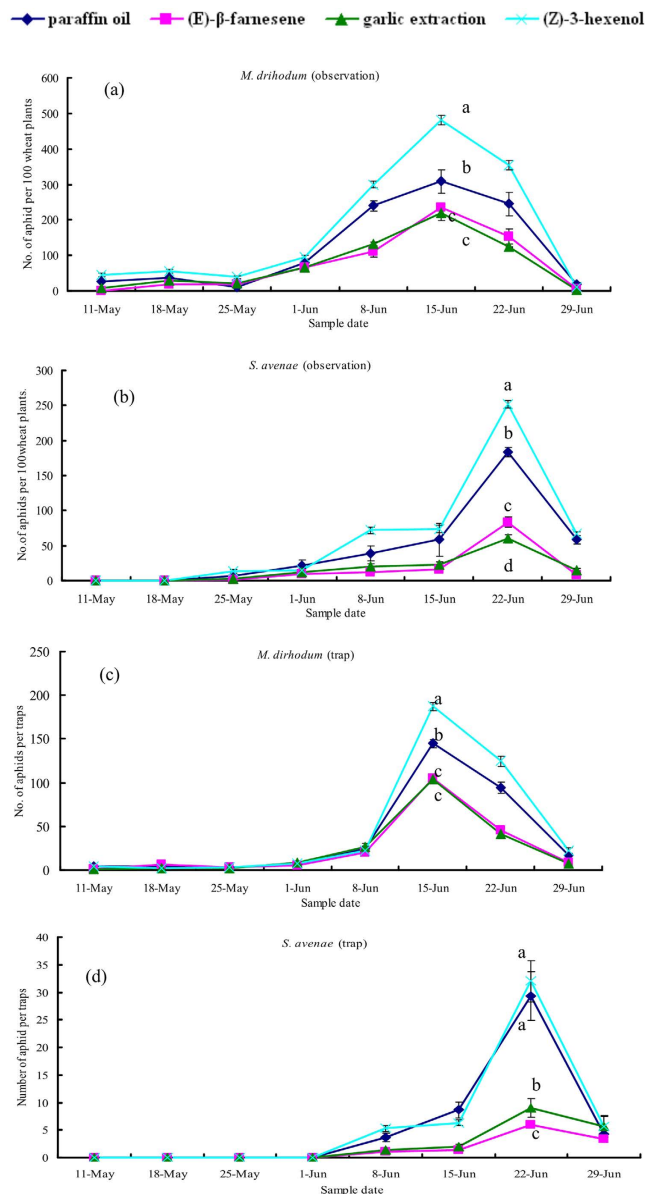 paraffin oil (E)-β-farnesene garlic extraction (Z)-3-hexenol
M. drihodum (observation)
(a)
No. of aphid per 100 wheat plants
600
500
400
300
200
100
0
a
b
c
c
11-May 18-May 25-May 1-Jun 8-Jun 15-Jun 22-Jun 29-Jun
Sample date
S. avenae (observation)
(b)
No. of aphids per 100wheat plants.
300
250
200
150
100
50
0
a
b
c
d
11-May 18-May 25-May 1-Jun 8-Jun 15-Jun 22-Jun 29-Jun
Sample date
M. dirhodum (trap)
(c)
No. of aphids per traps
250
200
150
100
50
0
a
b
c
c
11-May 18-May 25-May 1-Jun 8-Jun 15-Jun 22-Jun 29-Jun
Sample date
S. avenae (trap)
(d)
Number of aphid per traps
40
35
30
25
20
15
10
5
0
a
a
b
c
11-May 18-May 25-May 1-Jun 8-Jun 15-Jun 22-Jun 29-Jun
Sample date